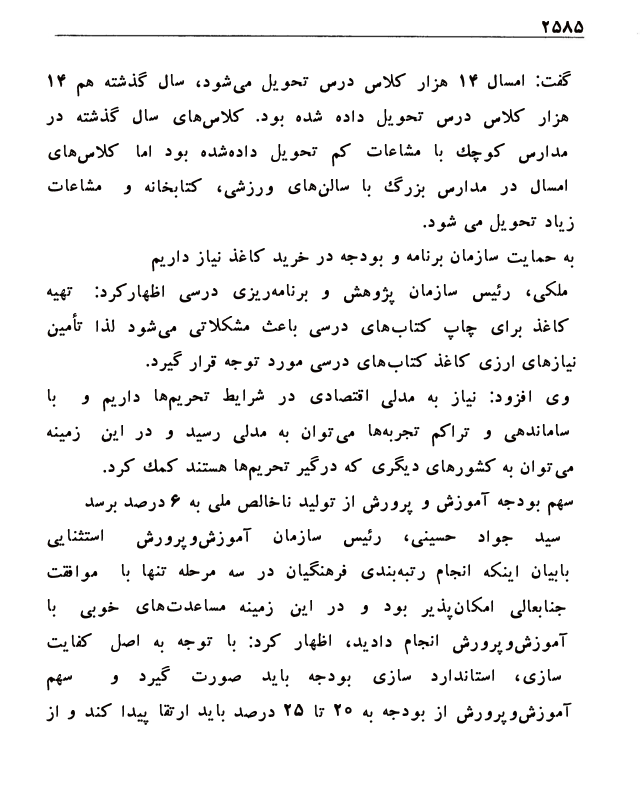 ۲۵۸۵
گفت: امسال ۱۴ هزار کلاس درس تحویل می‌شود، سال گذشته هم ۱۴
هزار کلاس درس تحویل داده شده بود. کلاس‌های سال گذشته در
مدارس کوچك با مشاعات کم تحویل داده‌شده بود اما کلاس‌های
امسال در مدارس بزرگ با سالن‌های ورزشی، کتابخانه و مشاعات
زیاد تحویل می شود.
به حمایت سازمان برنامه و بودجه در خرید کاغذ نیاز داریم
ملکی، رئیس سازمان پژوهش و برنامه‌ریزی درسی اظهارکرد: تهیه
کاغذ برای چاپ کتاب‌های درسی باعث مشکلاتی می‌شود لذا تأمین
نیازهای ارزی کاغذ کتاب‌های درسی مورد توجه قرار گیرد.
وی افزود: نیاز به مدلی اقتصادی در شرایط تحریم‌ها داریم و با
ساماندهی و تراکم تجربه‌ها می‌توان به مدلی رسید و در این زمینه
می‌توان به کشورهای دیگری که درگیر تحریم‌ها هستند کمك کرد.
سهم بودجه آموزش و پرورش از تولید ناخالص ملی به ۶ درصد برسد
سید جواد حسینی، رئیس سازمان آموزش‌وپرورش استثنایی
بابیان اینکه انجام رتبه‌بندی فرهنگیان در سه مرحله تنها با موافقت
جنابعالی امکان‌پذیر بود و در این زمینه مساعدت‌های خوبی با
آموزش‌وپرورش انجام دادید، اظهار کرد: با توجه به اصل کفایت
سازی، استاندارد سازی بودجه باید صورت گیرد و سهم
آموزش‌وپرورش از بودجه به ۲۰ تا ۲۵ درصد باید ارتقا پیدا کند و از